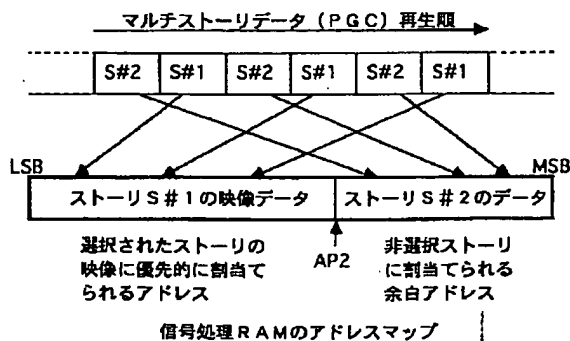 マルチストーリデータ（ＰＧＣ）再生順
S#2 S#1 S#2 S#1 S#2 S#1
LSB MSB
ストーリＳ＃１の映像データ ストーリＳ＃２のデータ
選択されたストーリの
映像に優先的に割当て
られるアドレス
AP2
非選択ストーリ
に割当てられる
余白アドレス
信号処理ＲＡＭのアドレスマップ